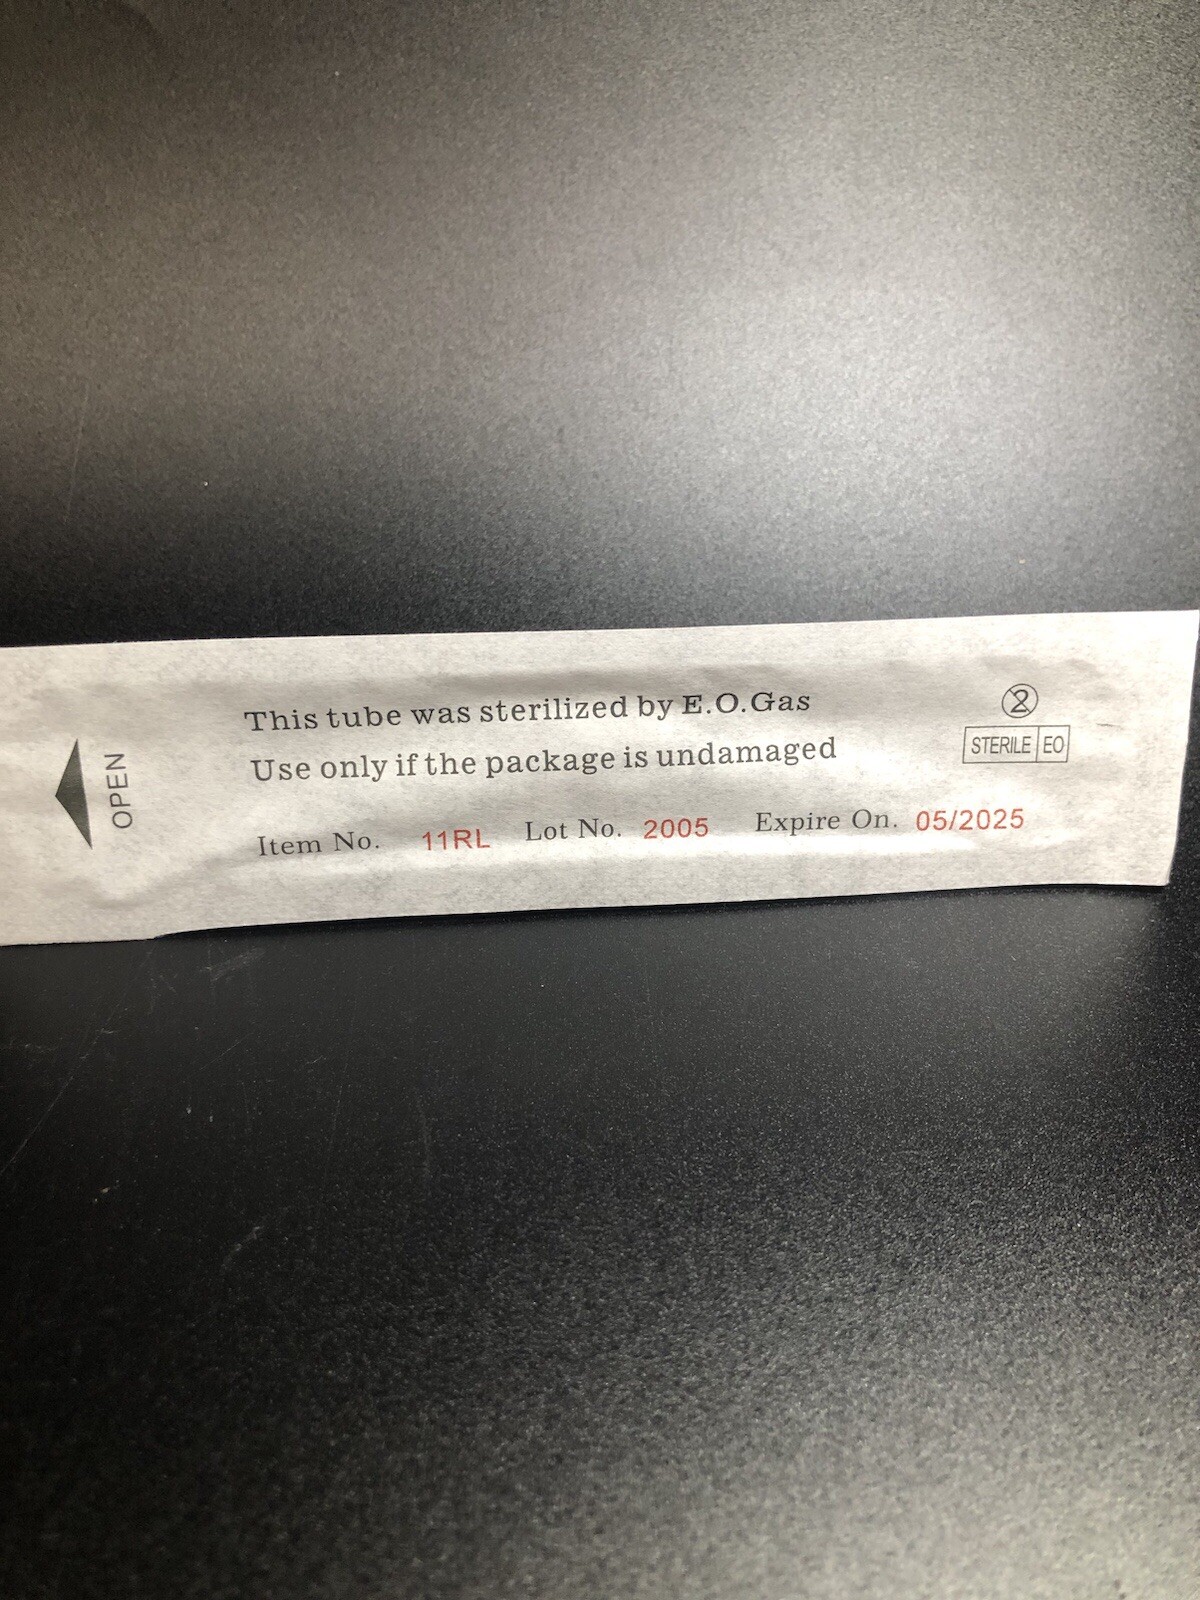 This tube was sterilized by E.O.Gas
Use only if the package is undamaged
Item No. 11RL Lot No. 2005 Expire On. 05/2025
OPEN
2
STERILE EO